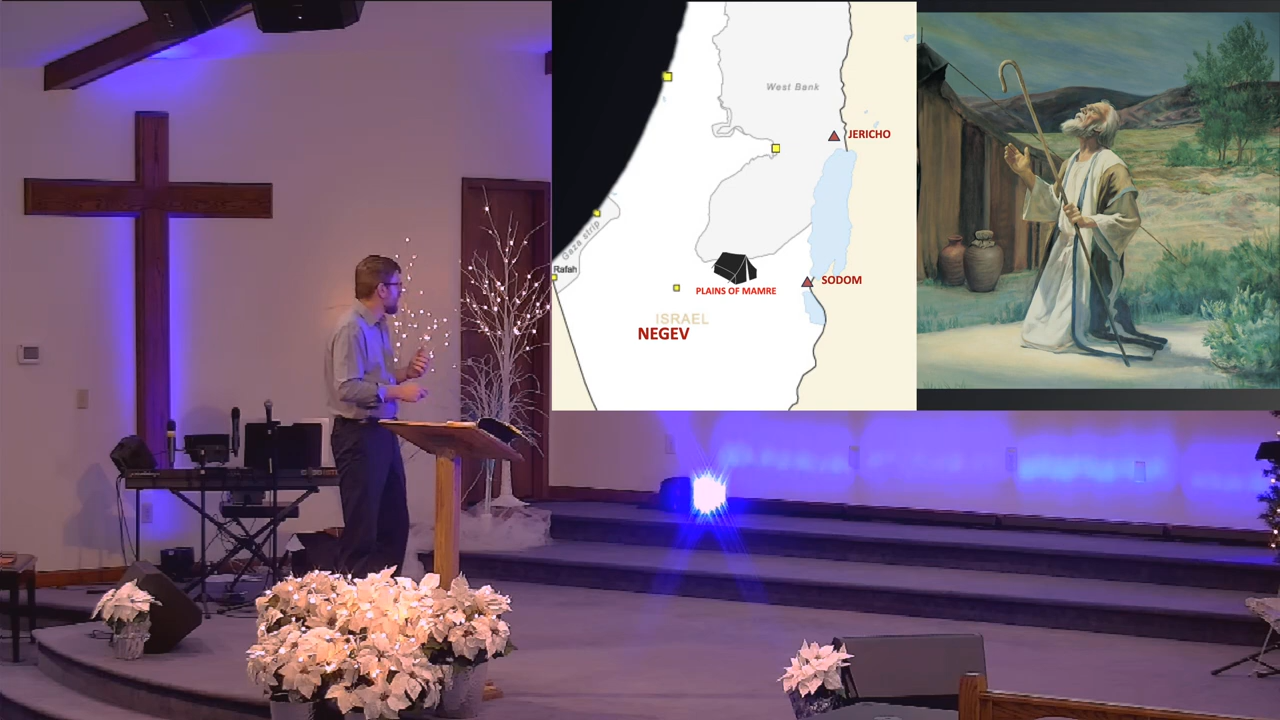 West Bank
JERICHO
Gaza strip
Rafah
SODOM
PLAINS OF MAMRE
ISRAEL
NEGEV